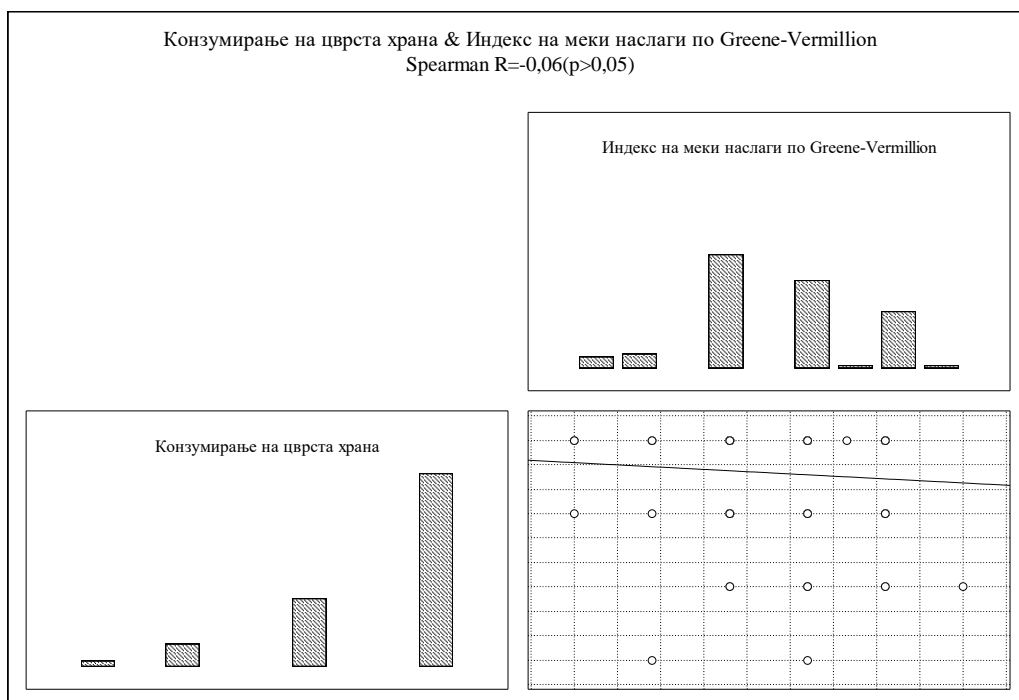 Конзумирање на цврста храна & Индекс на меки наслаги по Greene-Vermillion
Spearman R=-0,06(p>0,05)
Индекс на меки наслаги по Greene-Vermillion
Конзумирање на цврста храна